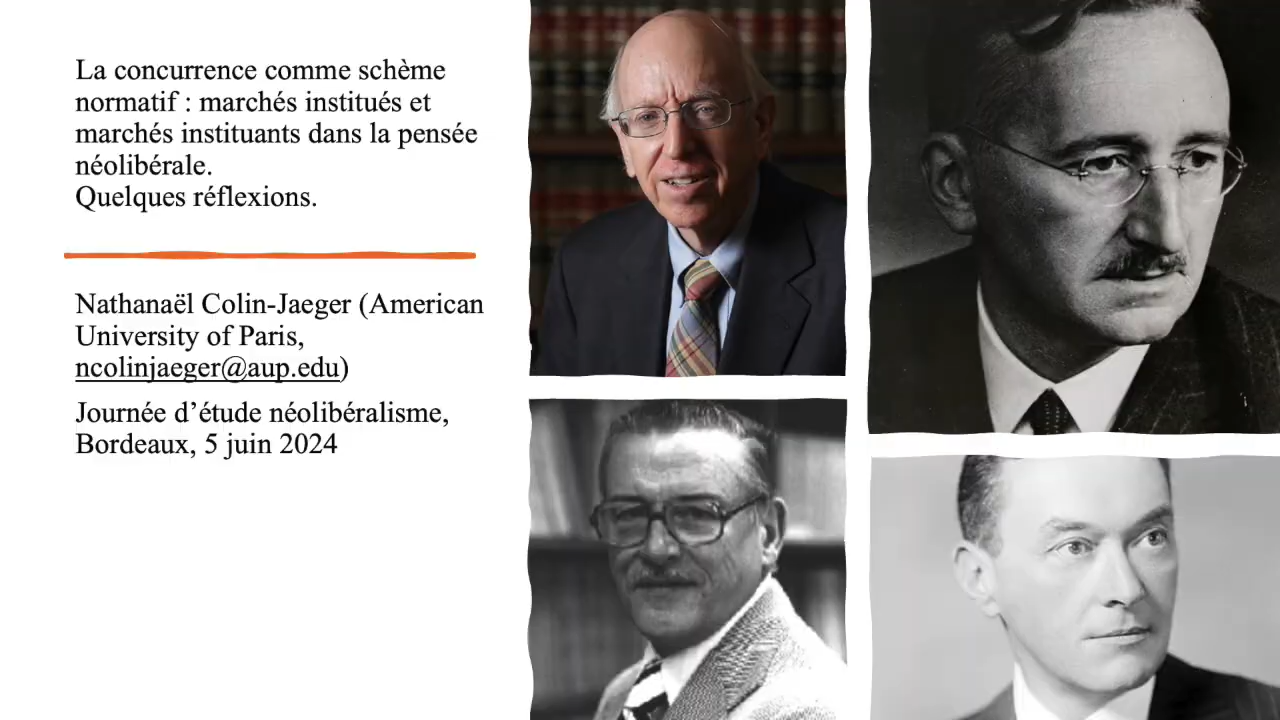 La concurrence comme schème
normatif : marchés institués et
marchés instituants dans la pensée
néolibérale.
Quelques réflexions.
Nathanaël Colin-Jaeger (American
University of Paris,
ncolinjaeger@aup.edu)
Journée d’étude néolibéralisme,
Bordeaux, 5 juin 2024